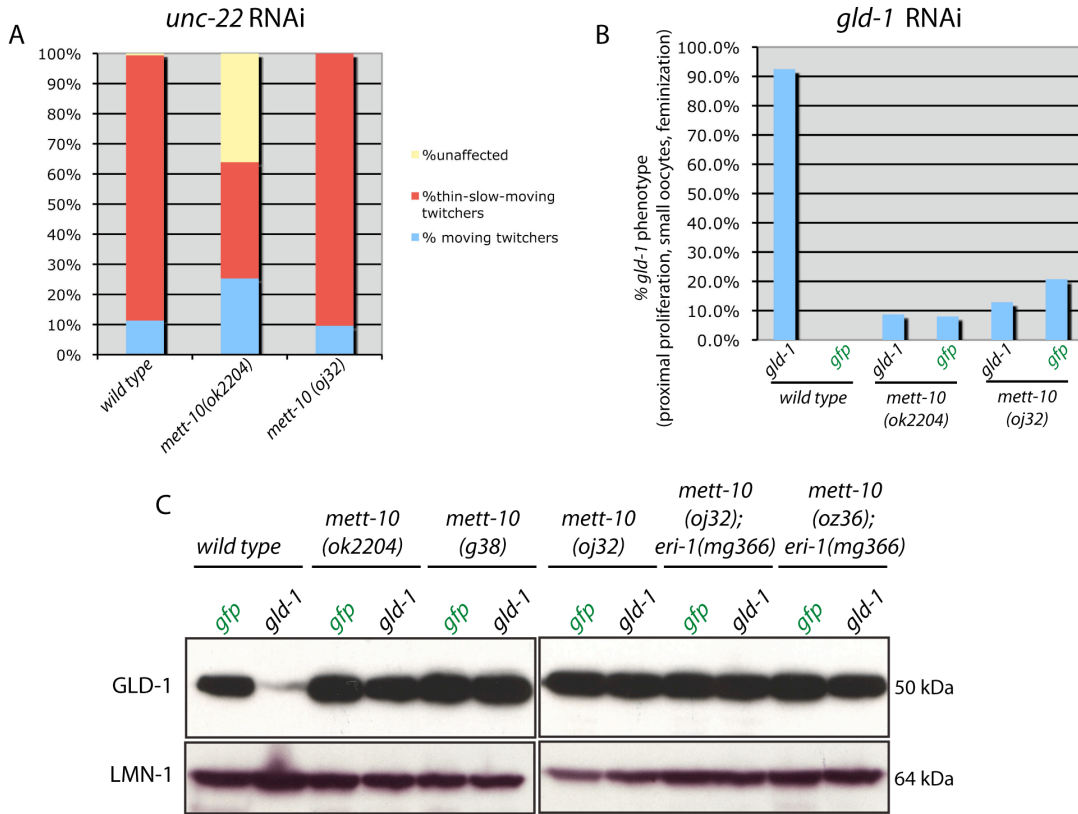 unc-22 RNAi
A
100%
90%
80%
70%
60%
50%
40%
30%
20%
10%
0%
wild type
mett-10(ok2204)
mett-10 (oj32)
%unaffected
%thin-slow-moving
twitchers
% moving twitchers
gld-1 RNAi
B
% gld-1 phenotype
(proximal proliferation, small oocytes, feminization)
100.0%
90.0%
80.0%
70.0%
60.0%
50.0%
40.0%
30.0%
20.0%
10.0%
0.0%
gld-1
gfp
gld-1
gfp
gld-1
gfp
wild type
mett-10
(ok2204)
mett-10
(oj32)
C
wild type
mett-10
(ok2204)
mett-10
(g38)
mett-10
(oj32)
mett-10
(oj32);
eri-1(mg366)
mett-10
(oz36);
eri-1(mg366)
gfp
gld-1
gfp
gld-1
gfp
gld-1
gfp
gld-1
gfp
gld-1
gfp
gld-1
GLD-1
50 kDa
LMN-1
64 kDa